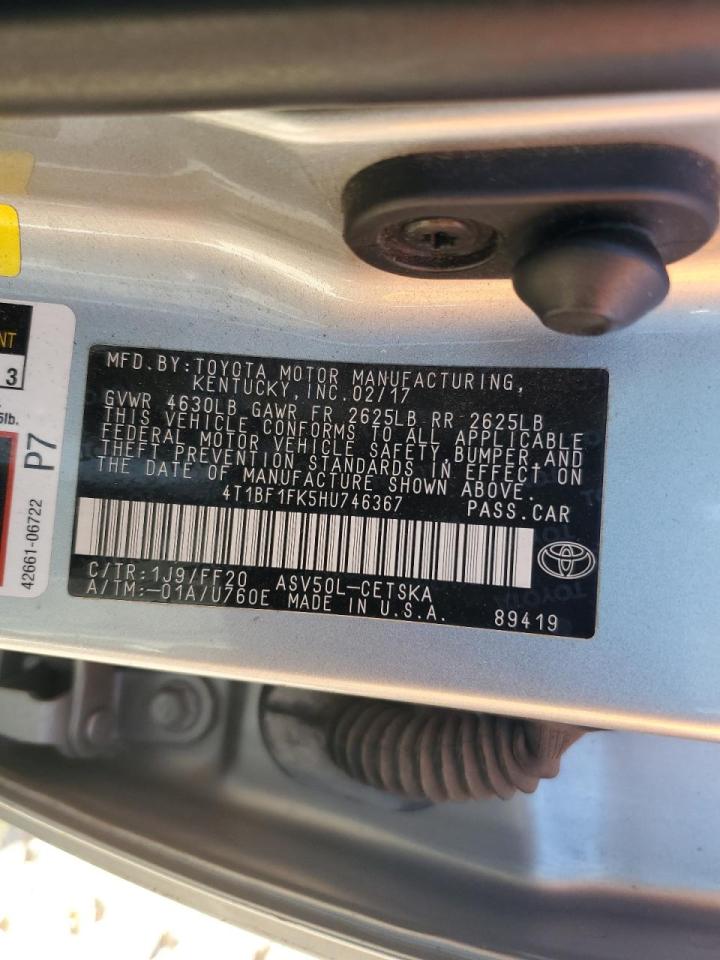 MFD.BY:TOYOTA MOTOR MANUFACTURING,
KENTUCKY,INC.02/17
GVWR 4630LB GAWR FR 2625LB RR 2625LB
THIS VEHICLE CONFORMS TO ALL APPLICABLE
FEDERAL MOTOR VEHICLE SAFETY,BUMPER,AND
THEFT PREVENTION STANDARDS IN EFFECT ON
THE DATE OF MANUFACTURE SHOWN ABOVE.
4T1BF1FK5HU746367 PASS.CAR
C/TR:1J9/FF20 ASV50L-CETSKA
A/TM:-01A/U760E MADE IN U.S.A. 89419
NT
3
lb.
P7
42661-06722